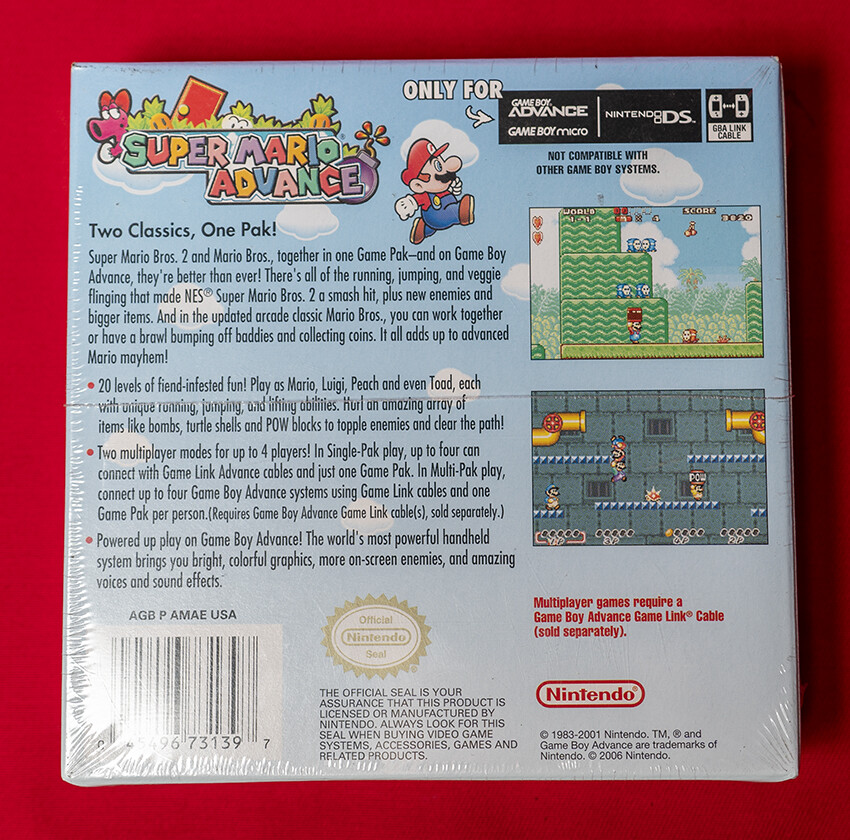 SUPER MARIO
ADVANCE
ONLY FOR
GAME BOY
ADVANCE
GAME BOY micro
NINTENDO DS™
GBA LINK
CABLE
NOT COMPATIBLE WITH
OTHER GAME BOY SYSTEMS.
Two Classics, One Pak!
Super Mario Bros. 2 and Mario Bros., together in one Game Pak—and on Game Boy
Advance, they're better than ever! There's all of the running, jumping, and veggie
flinging that made NES® Super Mario Bros. 2 a smash hit, plus new enemies and
bigger items. And in the updated arcade classic Mario Bros., you can work together
or have a brawl bumping off baddies and collecting coins. It all adds up to advanced
Mario mayhem!
• 20 levels of fiend-infested fun! Play as Mario, Luigi, Peach and even Toad, each
with unique running, jumping, and lifting abilities. Hurl an amazing array of
items like bombs, turtle shells and POW blocks to topple enemies and clear the path!
• Two multiplayer modes for up to 4 players! In Single-Pak play, up to four can
connect with Game Link Advance cables and just one Game Pak. In Multi-Pak play,
connect up to four Game Boy Advance systems using Game Link cables and one
Game Pak per person.(Requires Game Boy Advance Game Link cable(s), sold separately.)
• Powered up play on Game Boy Advance! The world's most powerful handheld
system brings you bright, colorful graphics, more on-screen enemies, and amazing
voices and sound effects.
WORLD
1-1
4
SCORE
3820
POW
AGB P AMAE USA
45496 73139 7
Official
Nintendo
Seal
THE OFFICIAL SEAL IS YOUR
ASSURANCE THAT THIS PRODUCT IS
LICENSED OR MANUFACTURED BY
NINTENDO. ALWAYS LOOK FOR THIS
SEAL WHEN BUYING VIDEO GAME
SYSTEMS, ACCESSORIES, GAMES AND
RELATED PRODUCTS.
Multiplayer games require a
Game Boy Advance Game Link® Cable
(sold separately).
Nintendo®
© 1983-2001 Nintendo. TM, ® and
Game Boy Advance are trademarks of
Nintendo. © 2006 Nintendo.